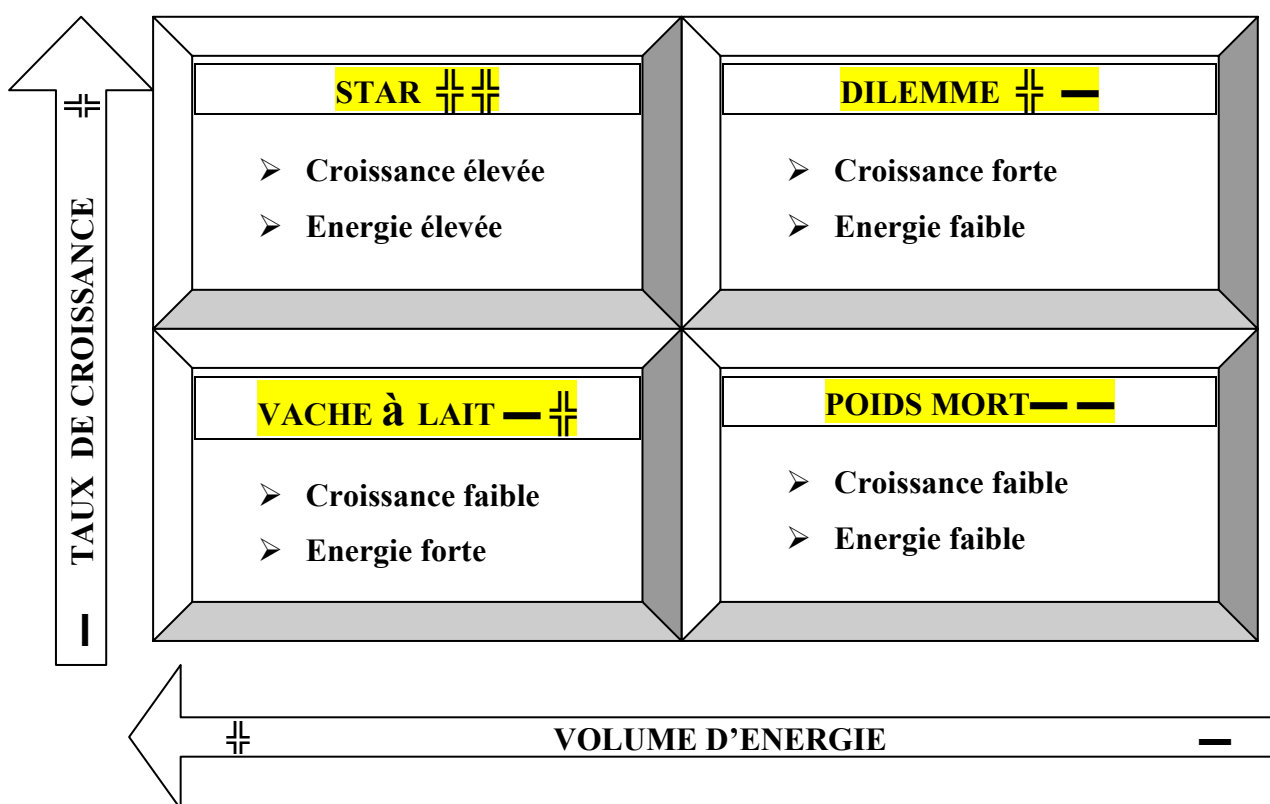 STAR ╬ ╬
Croissance élevée
Energie élevée
DILEMME ╬ —
Croissance forte
Energie faible
TAUX DE CROISSANCE
╬
—
VACHE à LAIT — ╬
Croissance faible
Energie forte
POIDS MORT— —
Croissance faible
Energie faible
╬ VOLUME D’ENERGIE —